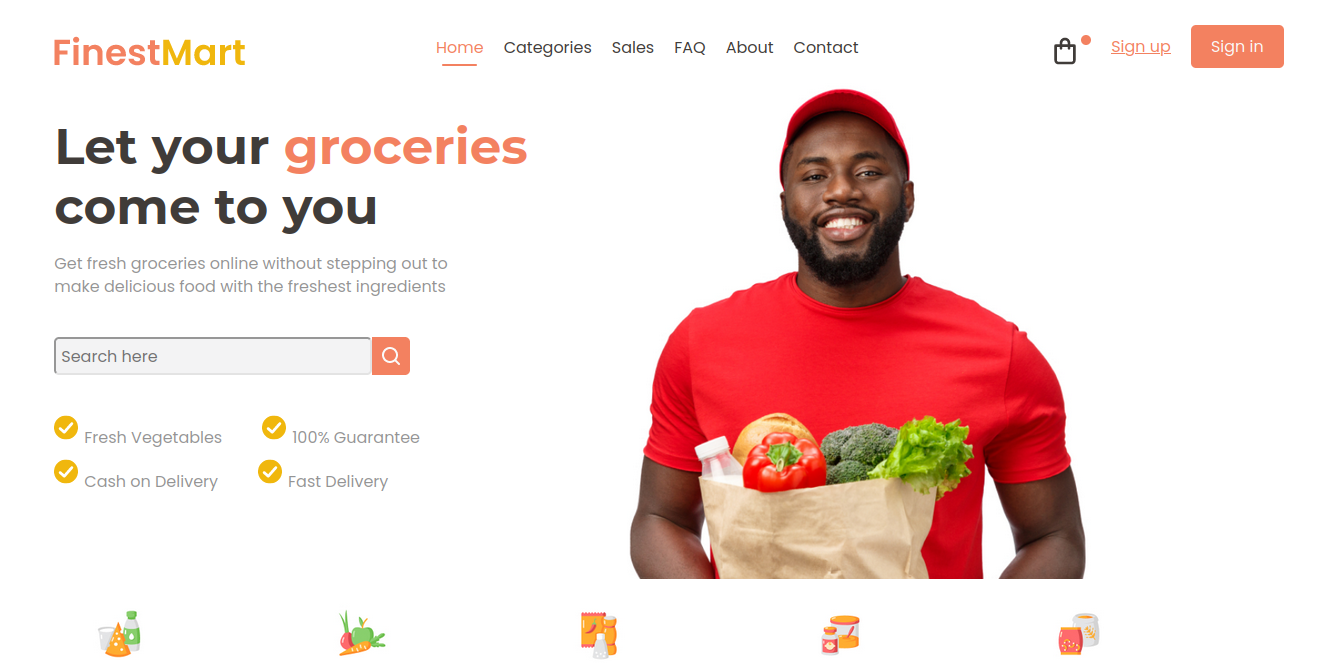 FinestMart
Home Categories Sales FAQ About Contact
Sign up
Sign in
Let your groceries
come to you
Get fresh groceries online without stepping out to
make delicious food with the freshest ingredients
Search here
Fresh Vegetables
100% Guarantee
Cash on Delivery
Fast Delivery